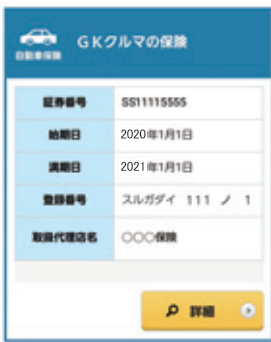 GKクルマの保険
自動車保険
証券番号 SS11115555
始期日 2020年1月1日
満期日 2021年1月1日
登録番号 スルガダイ 111 ノ 1
取扱代理店名 〇〇〇保険
詳細